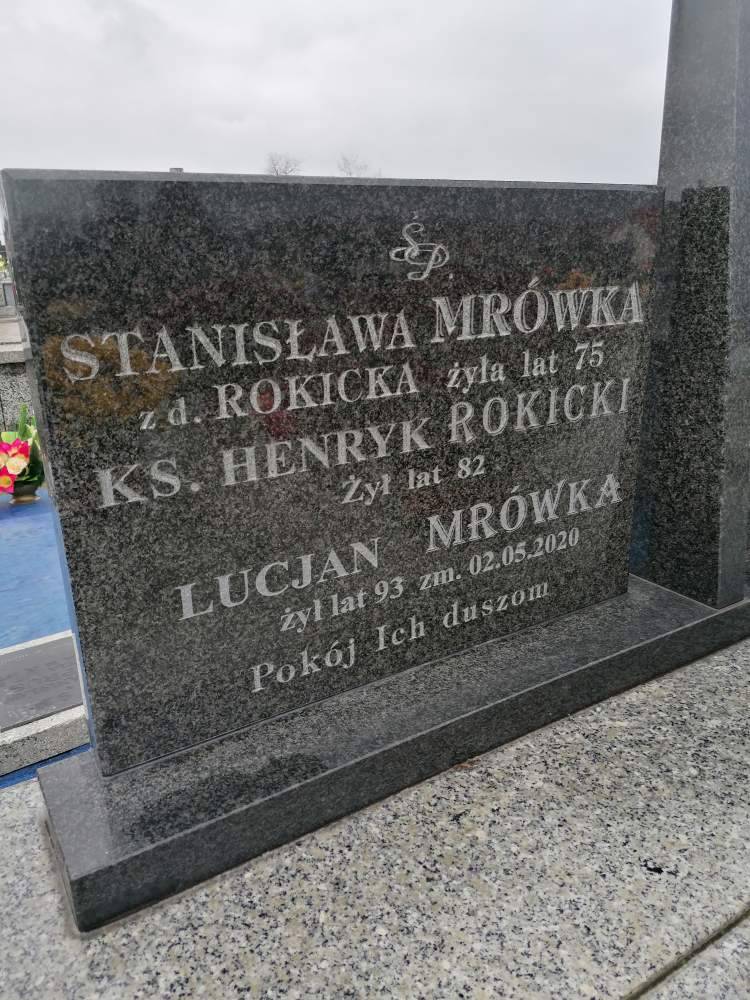 ŚP.
STANISŁAWA MRÓWKA
z d. ROKICKA żyła lat 75
KS. HENRYK ROKICKI
Żył lat 82
LUCJAN MRÓWKA
żył lat 93 zm. 02.05.2020
Pokój Ich duszom